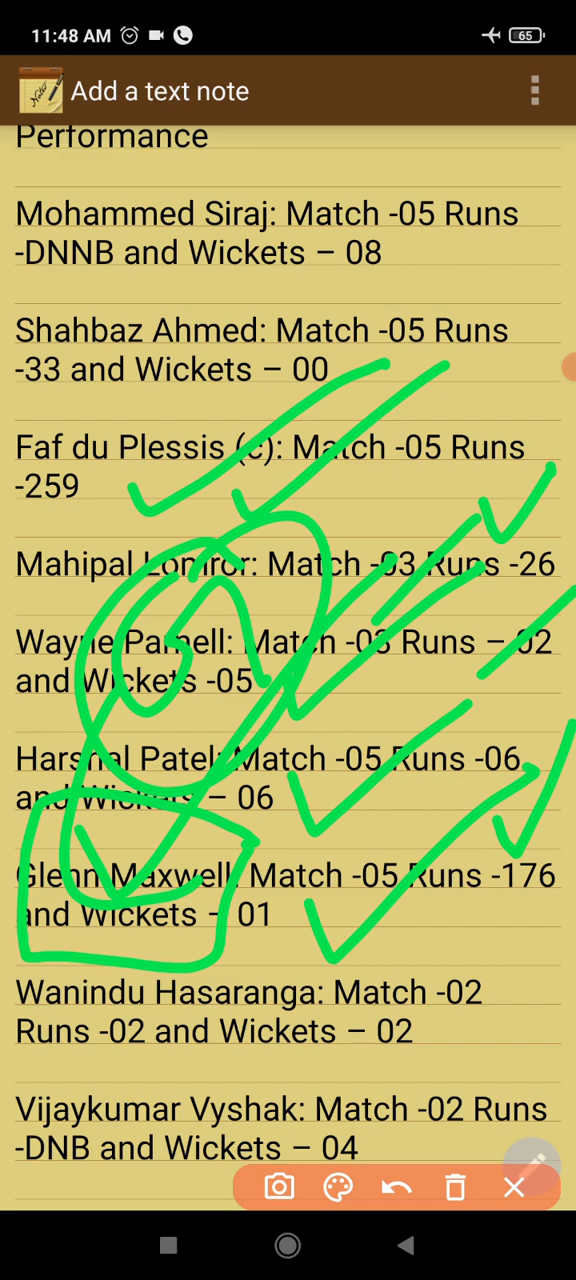 11:48 AM
65
Notes
Add a text note
Performance
Mohammed Siraj: Match -05 Runs
-DNNB and Wickets – 08
Shahbaz Ahmed: Match -05 Runs
-33 and Wickets – 00
Faf du Plessis (c): Match -05 Runs
-259
Mahipal Lomror: Match -03 Runs -26
Wayne Parnell: Match -03 Runs – 02
and Wickets -05
Harshal Patel: Match -05 Runs -06
and Wickets – 06
Glenn Maxwell: Match -05 Runs -176
and Wickets – 01
Wanindu Hasaranga: Match -02
Runs -02 and Wickets – 02
Vijaykumar Vyshak: Match -02 Runs
-DNB and Wickets – 04